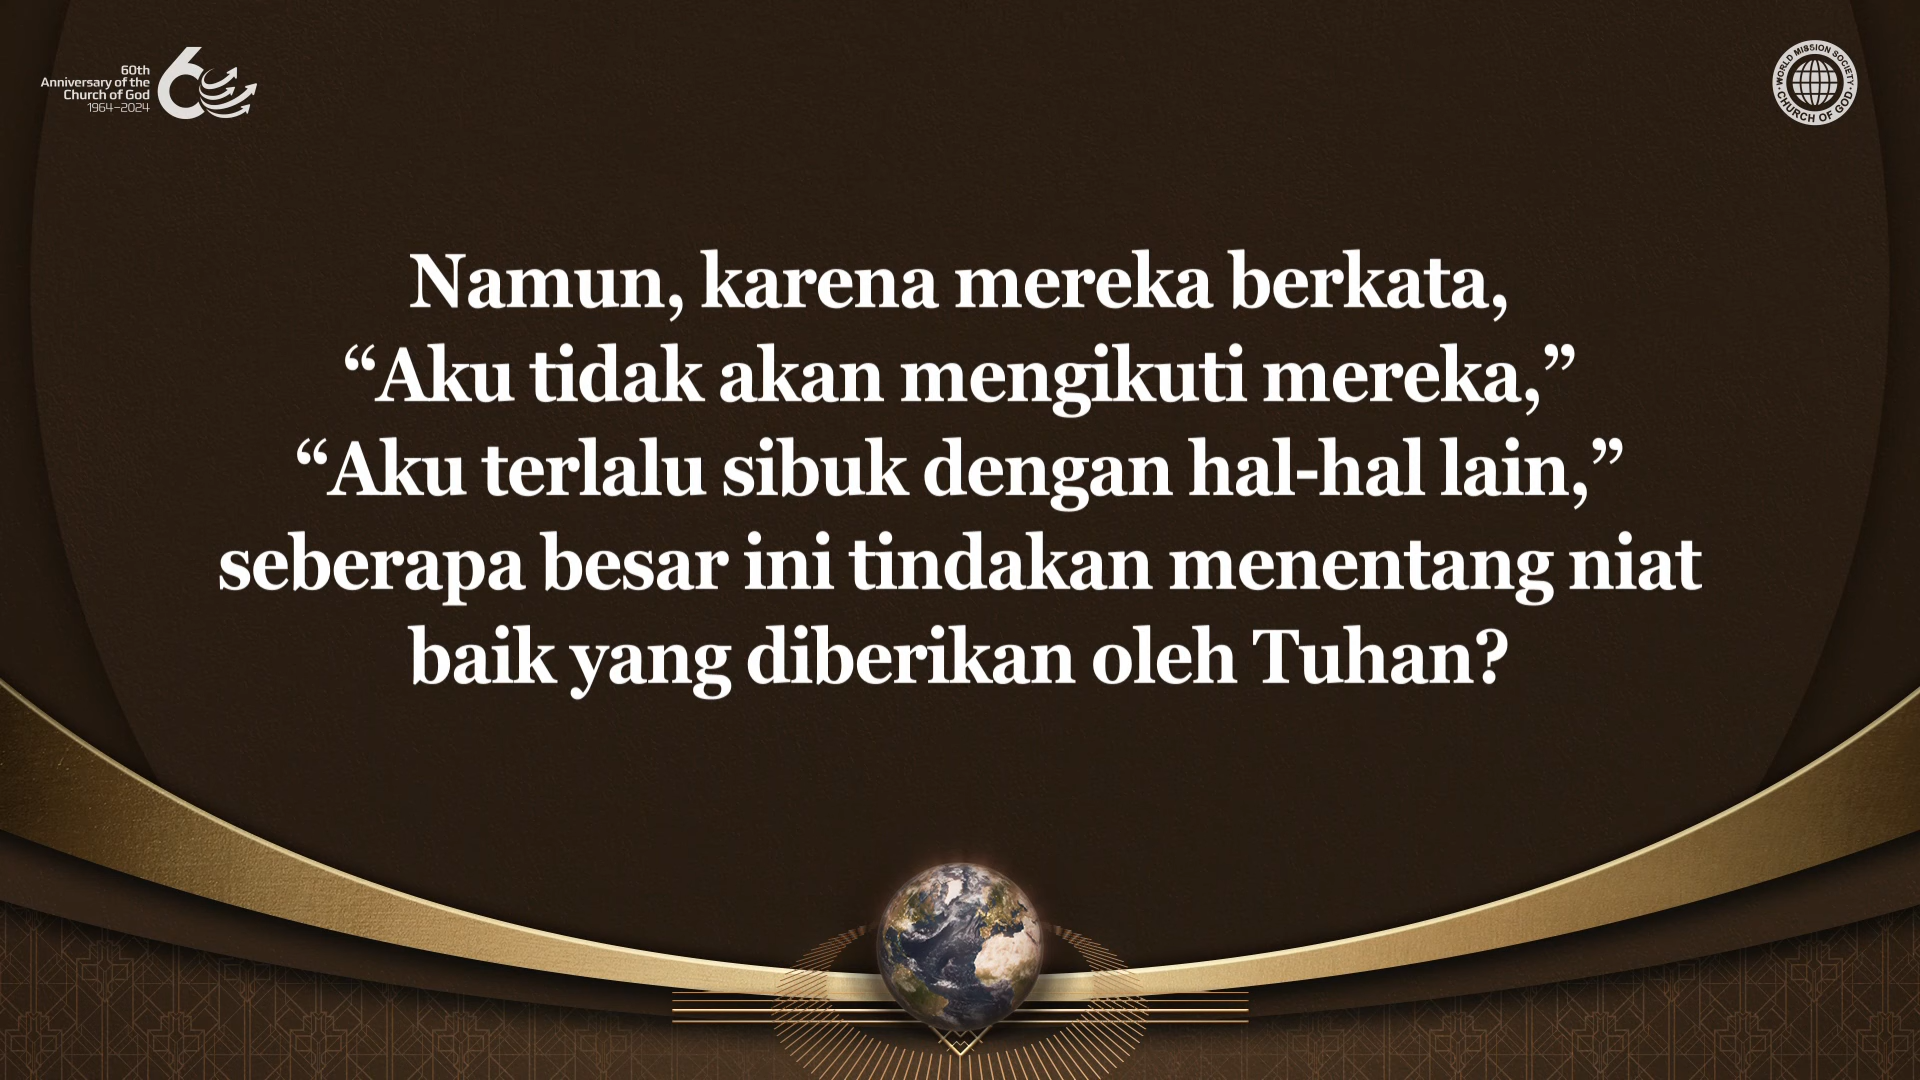 60th
Anniversary of the
Church of God
1964–2024
WORLD MISSION SOCIETY
CHURCH OF GOD
Namun, karena mereka berkata,
“Aku tidak akan mengikuti mereka,”
“Aku terlalu sibuk dengan hal-hal lain,”
seberapa besar ini tindakan menentang niat
baik yang diberikan oleh Tuhan?